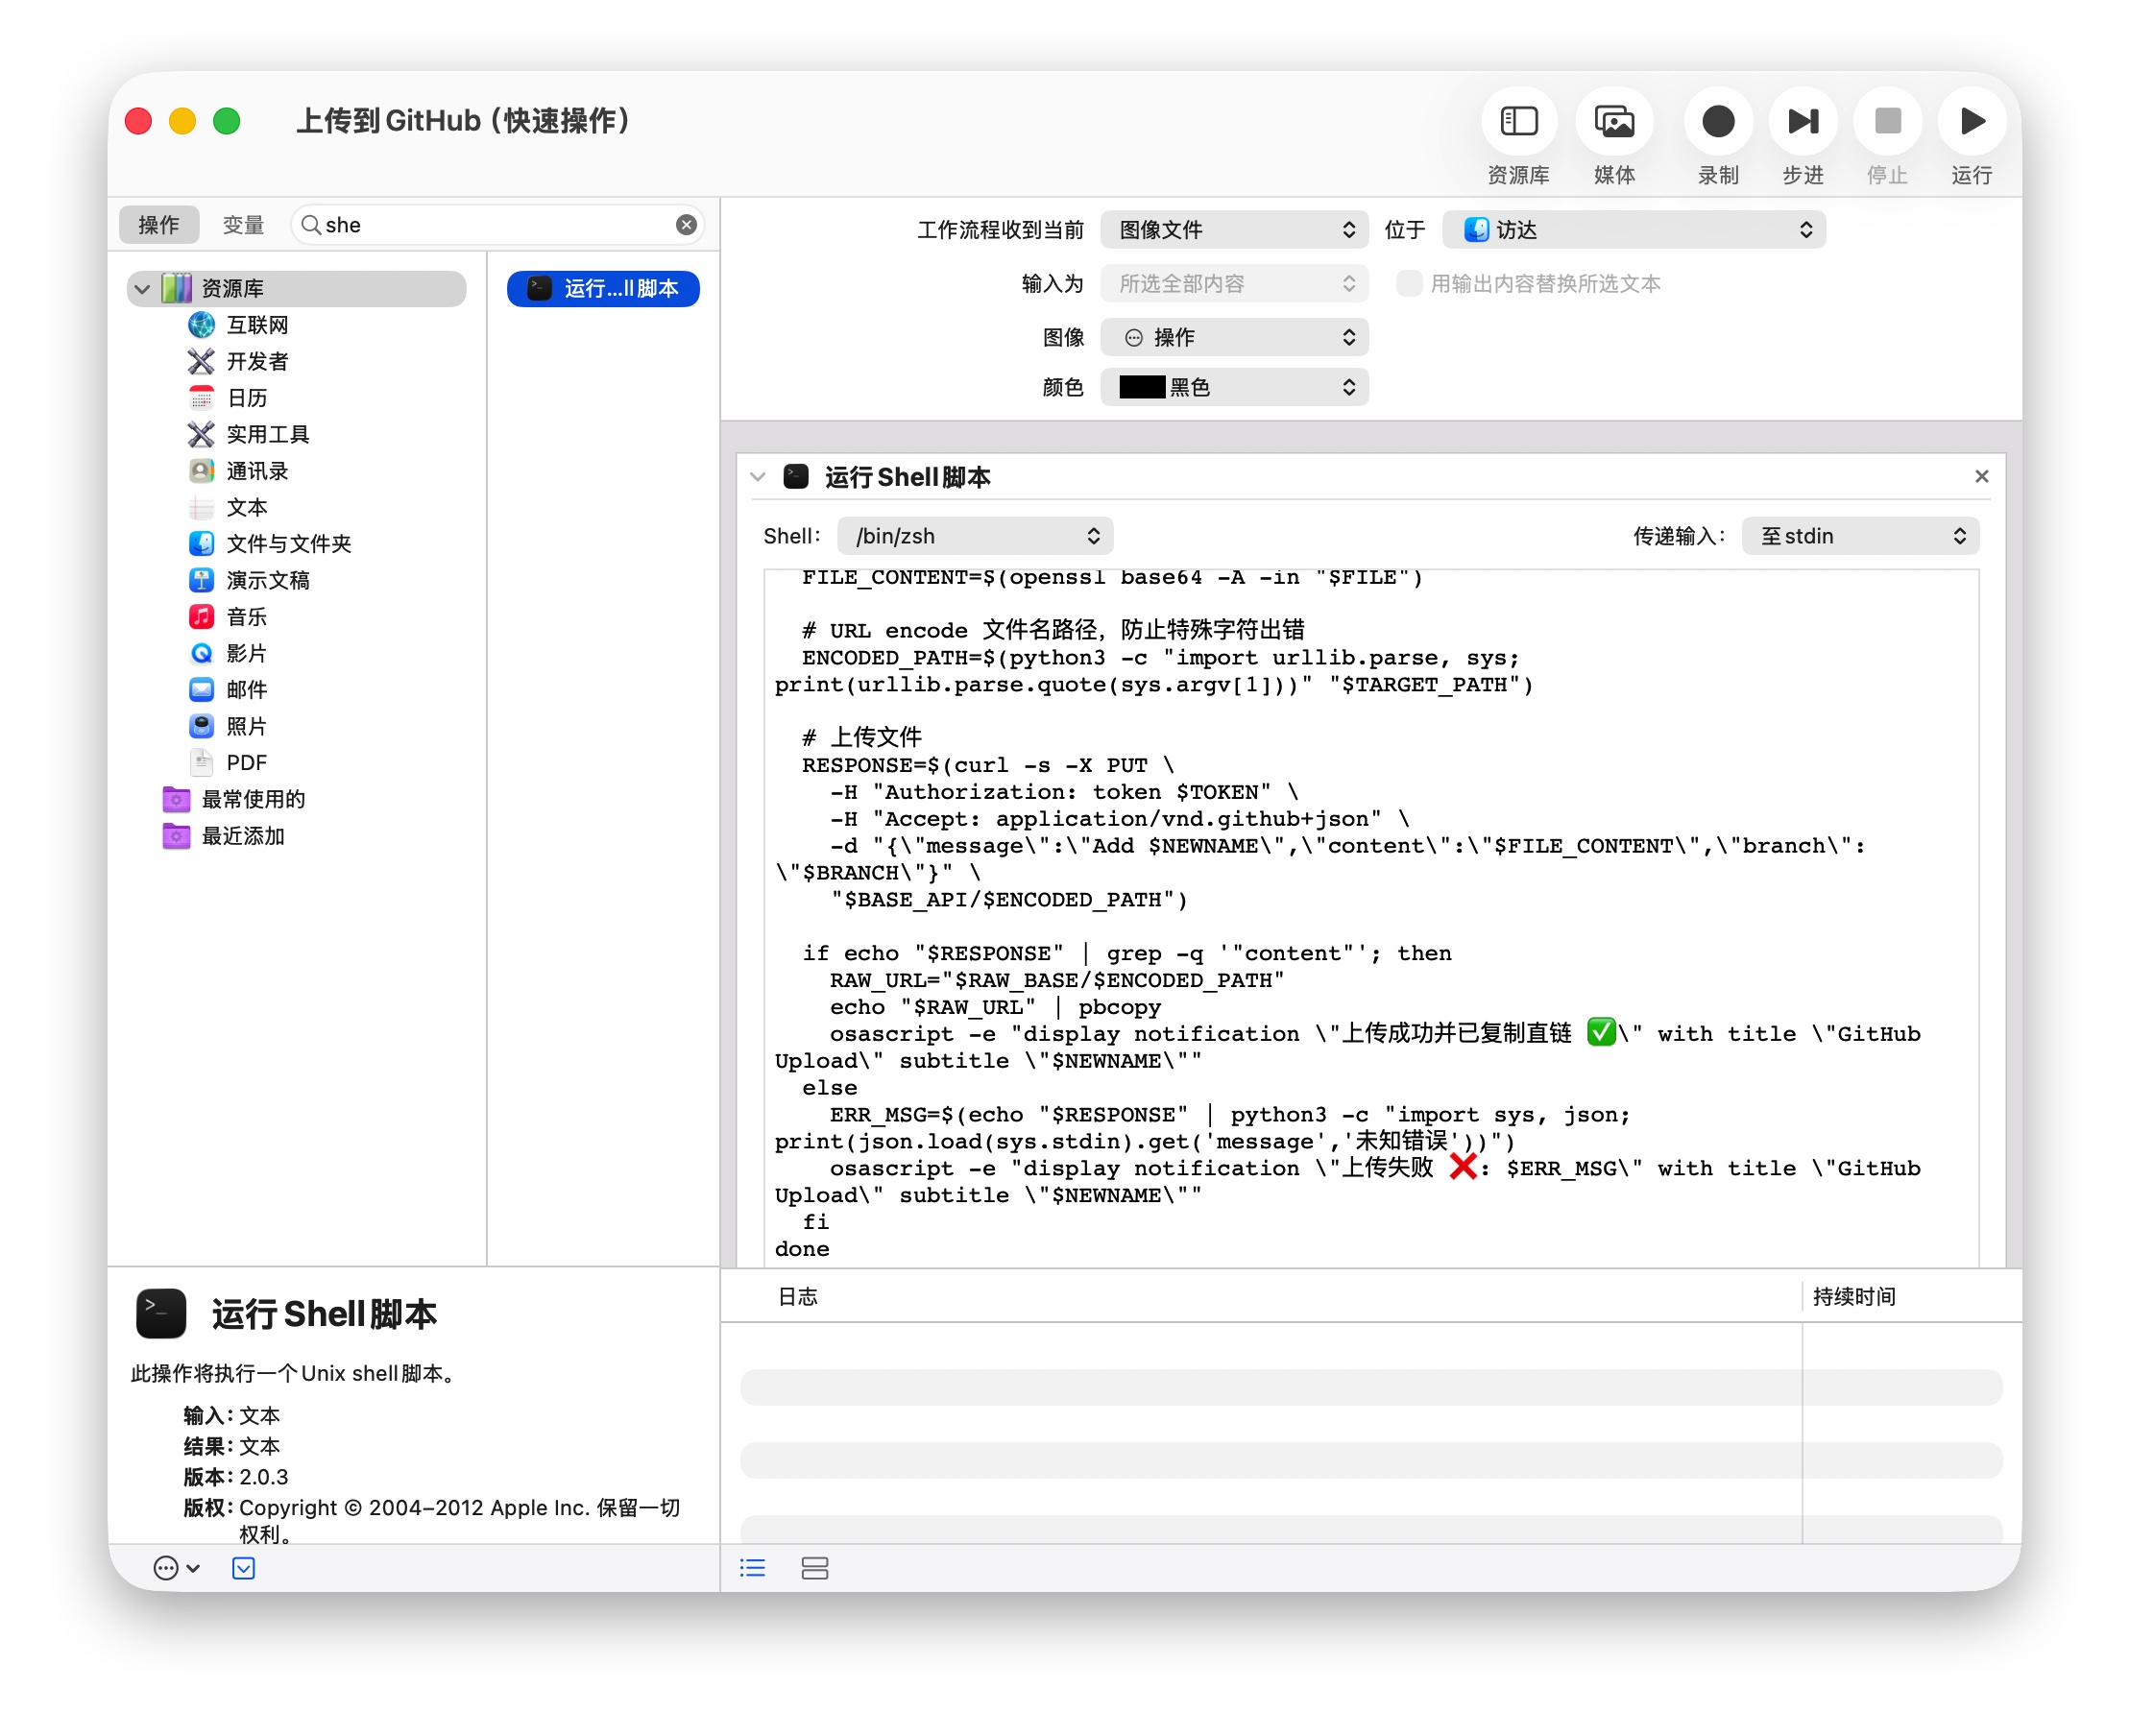 上传到 GitHub（快速操作）
资源库
媒体
录制
步进
停止
运行
操作
变量
she
资源库
互联网
开发者
日历
实用工具
通讯录
文本
文件与文件夹
演示文稿
音乐
影片
邮件
照片
PDF
最常使用的
最近添加
运行...ll 脚本
工作流程收到当前 图像文件 位于 访达
输入为 所选全部内容 用输出内容替换所选文本
图像 操作
颜色 黑色
运行 Shell 脚本
Shell： /bin/zsh 传递输入： 至 stdin
  FILE_CONTENT=$(openssl base64 -A -in "$FILE")
  # URL encode 文件名路径，防止特殊字符出错
  ENCODED_PATH=$(python3 -c "import urllib.parse, sys;
print(urllib.parse.quote(sys.argv[1]))" "$TARGET_PATH")
  # 上传文件
  RESPONSE=$(curl -s -X PUT \
    -H "Authorization: token $TOKEN" \
    -H "Accept: application/vnd.github+json" \
    -d "{\"message\":\"Add $NEWNAME\",\"content\":\"$FILE_CONTENT\",\"branch\":
\"$BRANCH\"}" \
    "$BASE_API/$ENCODED_PATH")
  if echo "$RESPONSE" | grep -q '"content"'; then
    RAW_URL="$RAW_BASE/$ENCODED_PATH"
    echo "$RAW_URL" | pbcopy
    osascript -e "display notification \"上传成功并已复制直链 ✅\" with title \"GitHub
Upload\" subtitle \"$NEWNAME\""
  else
    ERR_MSG=$(echo "$RESPONSE" | python3 -c "import sys, json;
print(json.load(sys.stdin).get('message','未知错误'))")
    osascript -e "display notification \"上传失败 ❌: $ERR_MSG\" with title \"GitHub
Upload\" subtitle \"$NEWNAME\""
  fi
done
日志 持续时间
运行 Shell 脚本
此操作将执行一个 Unix shell 脚本。
输入：文本
结果：文本
版本：2.0.3
版权：Copyright © 2004–2012 Apple Inc. 保留一切
权利。